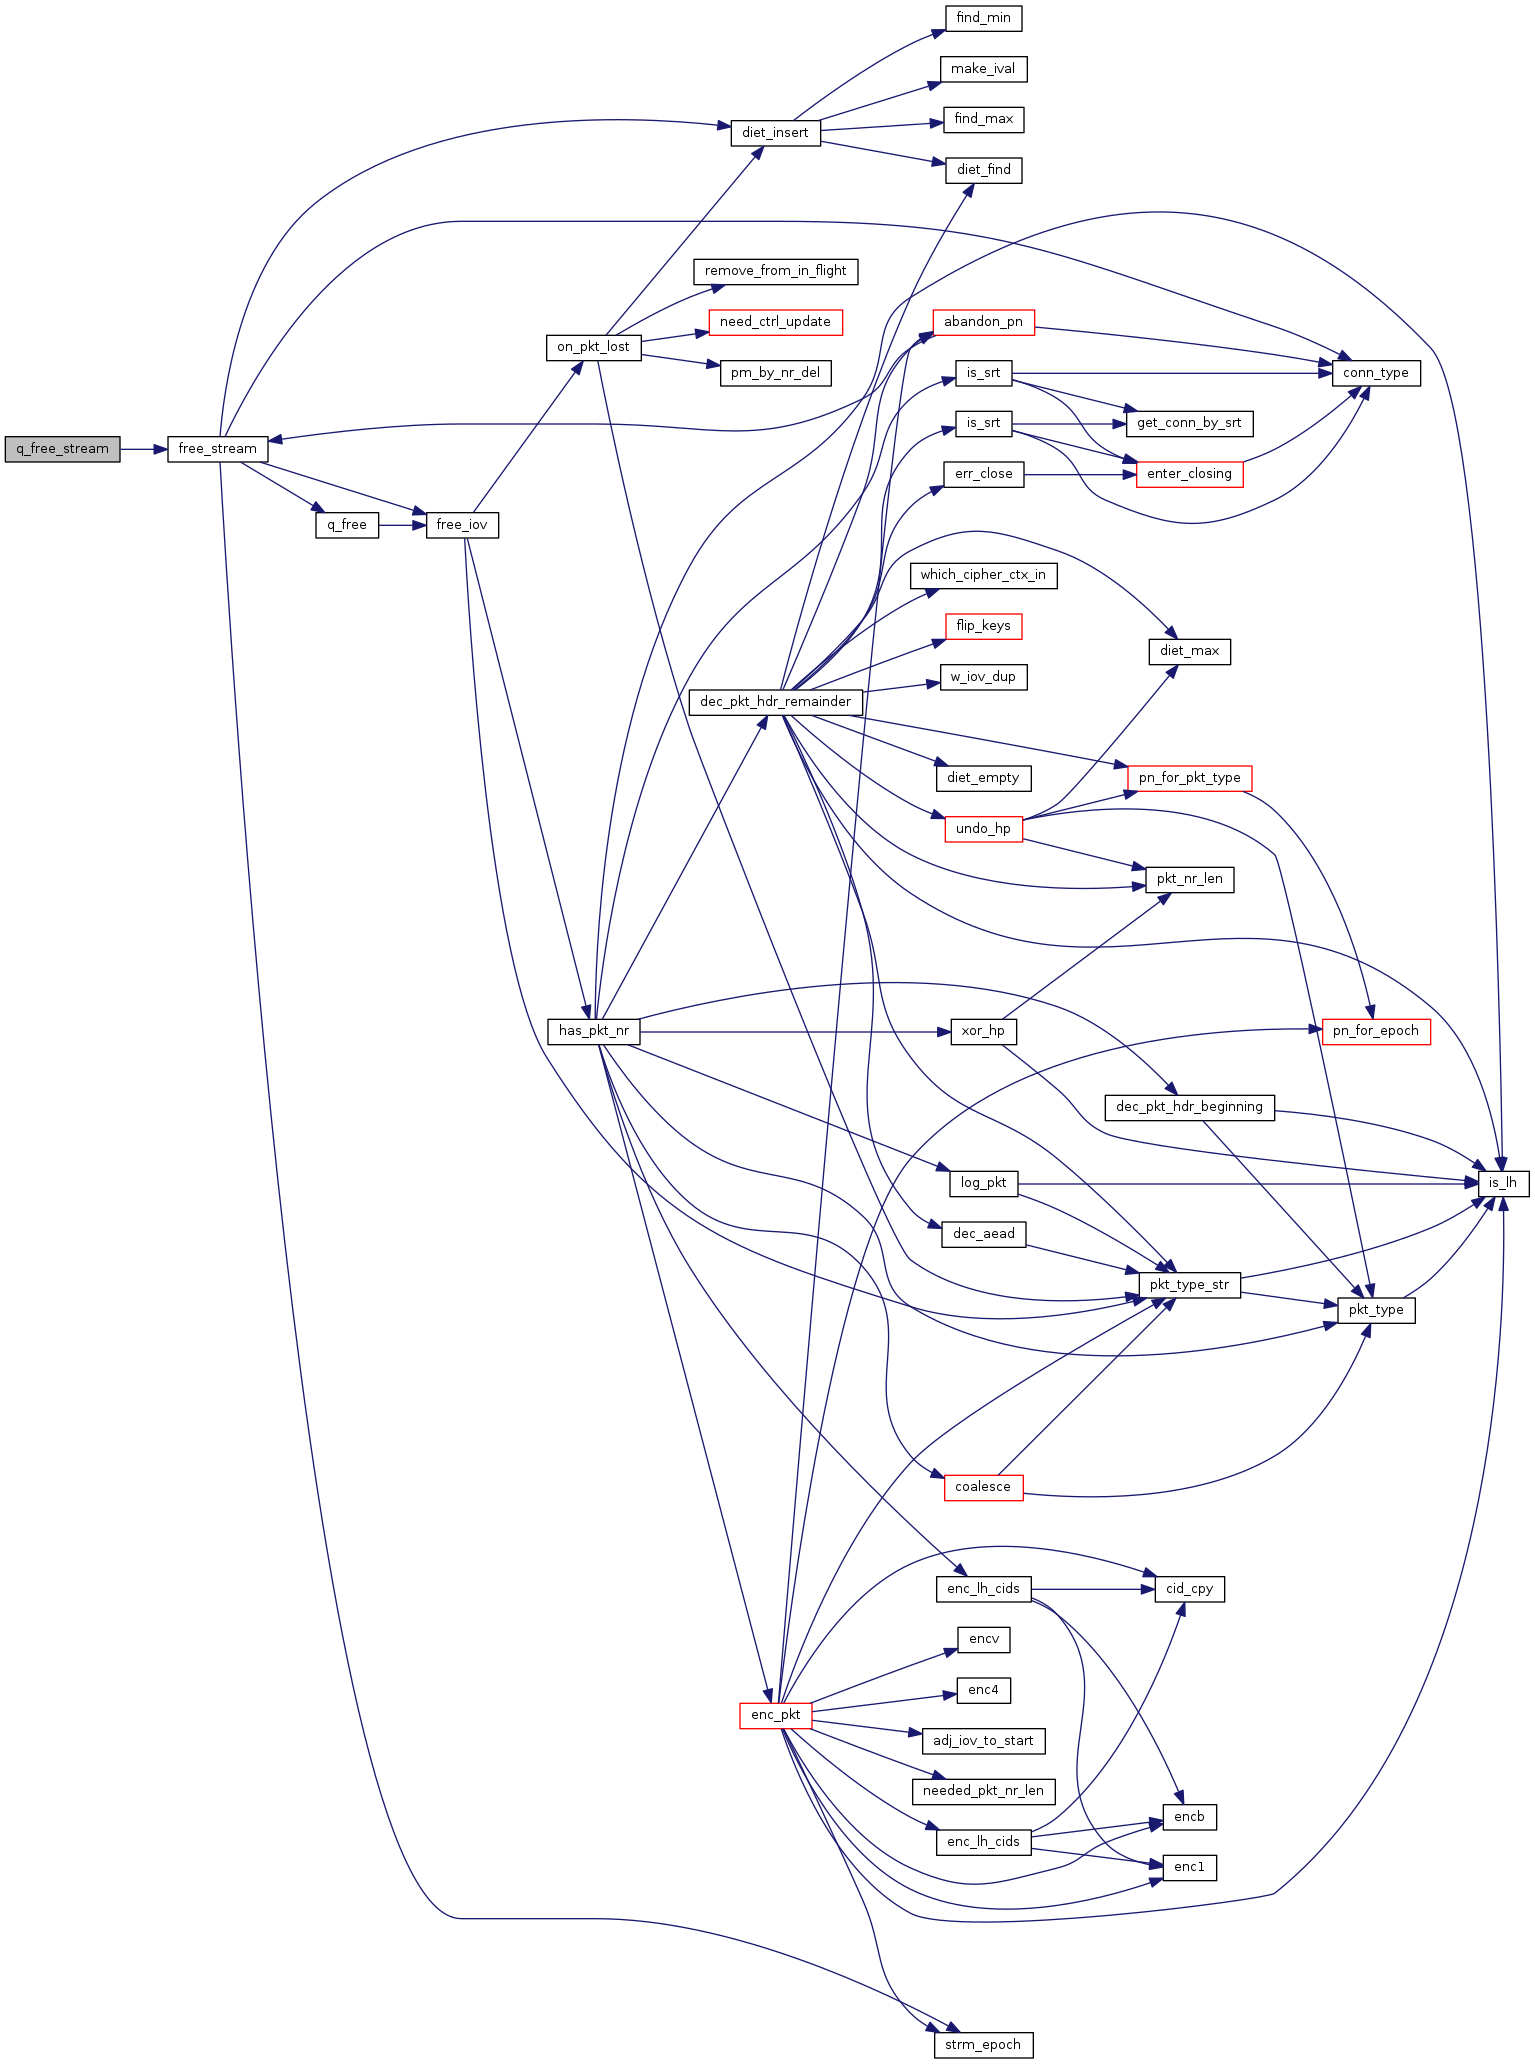 find_min
make_ival
find_max
diet_insert
diet_find
remove_from_in_flight
need_ctrl_update
abandon_pn
on_pkt_lost
pm_by_nr_del
is_srt
conn_type
is_srt
get_conn_by_srt
q_free_stream
free_stream
err_close
enter_closing
q_free
free_iov
which_cipher_ctx_in
flip_keys
diet_max
w_iov_dup
dec_pkt_hdr_remainder
diet_empty
pn_for_pkt_type
undo_hp
pkt_nr_len
has_pkt_nr
xor_hp
pn_for_epoch
dec_pkt_hdr_beginning
log_pkt
is_lh
dec_aead
pkt_type_str
pkt_type
coalesce
enc_lh_cids
cid_cpy
encv
enc4
enc_pkt
adj_iov_to_start
needed_pkt_nr_len
encb
enc_lh_cids
enc1
strm_epoch